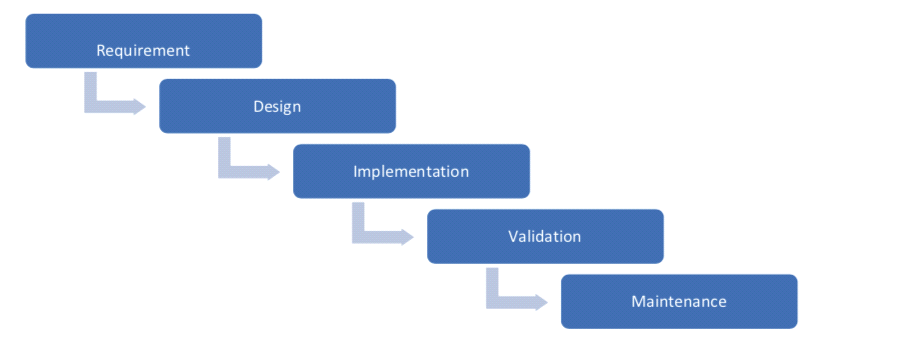 Requirement
Design
Implementation
Validation
Maintenance